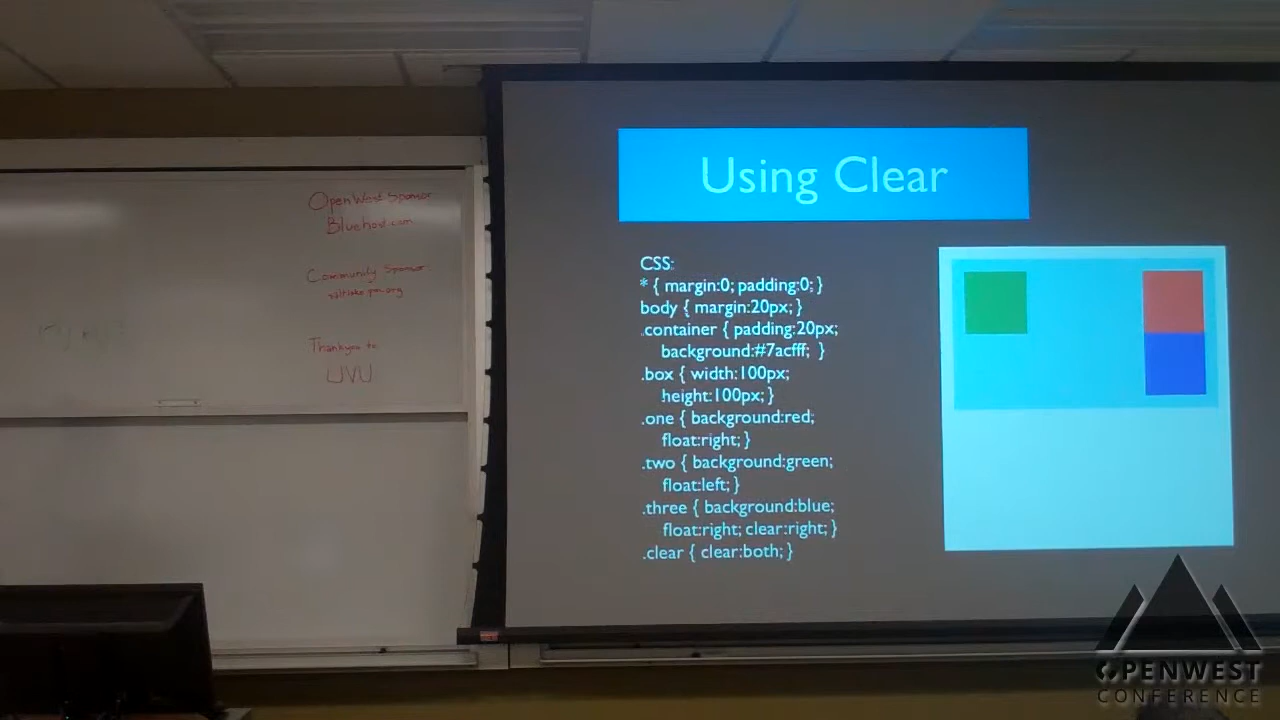 OpenWest Sponsor
Bluehost.com
Community Sponsor
Thankyou to
UVU
Using Clear
CSS:
* { margin:0; padding:0; }
body { margin:20px; }
.container { padding:20px;
background:#7acfff; }
.box { width:100px;
height:100px; }
.one { background:red;
float:right; }
.two { background:green;
float:left; }
.three { background:blue;
float:right; clear:right; }
.clear { clear:both; }
OPENWEST
CONFERENCE